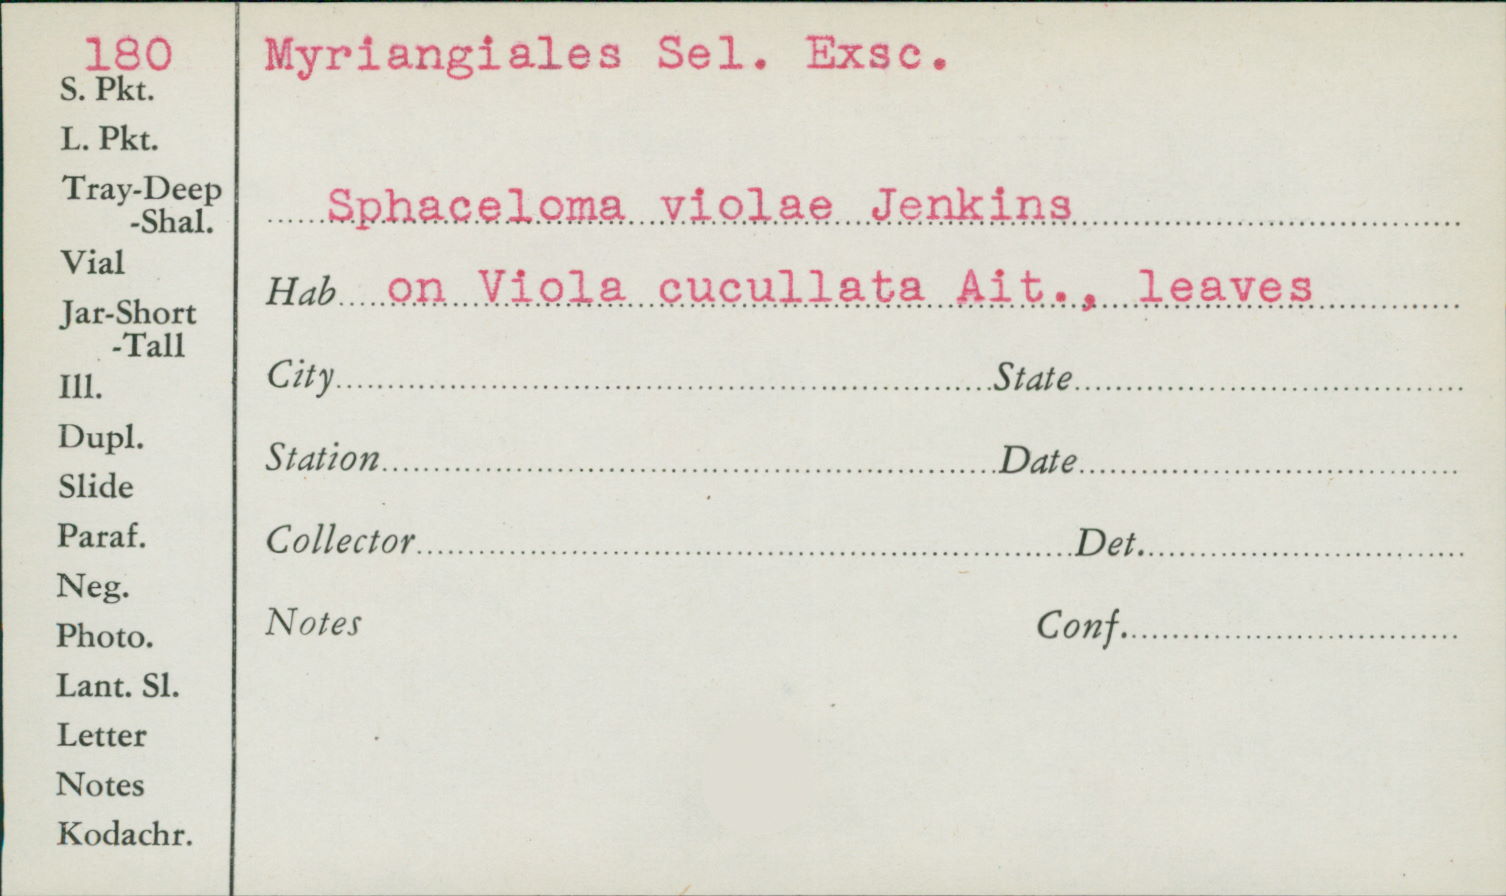 180
S. Pkt.
L. Pkt.
Tray-Deep
-Shal.
Vial
Jar-Short
-Tall
Ill.
Dupl.
Slide
Paraf.
Neg.
Photo.
Lant. Sl.
Letter
Notes
Kodachr.
Myriangiales Sel. Exsc.
Sphaceloma violae Jenkins
Hab on Viola cucullata Ait., leaves
City State
Station Date
Collector Det.
Notes Conf.